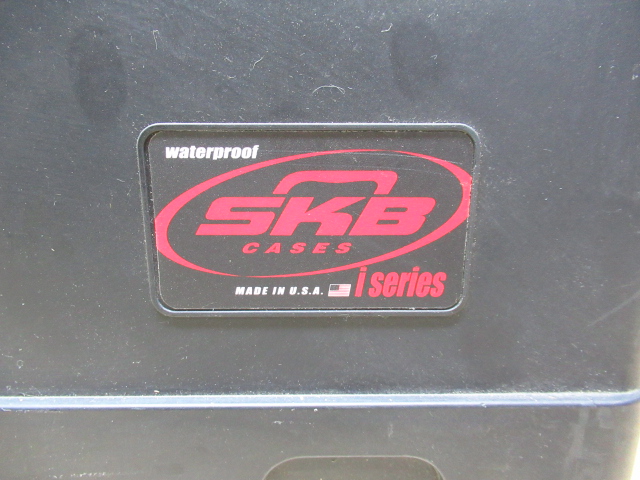 waterproof
SKB
CASES
MADE IN U.S.A. i series